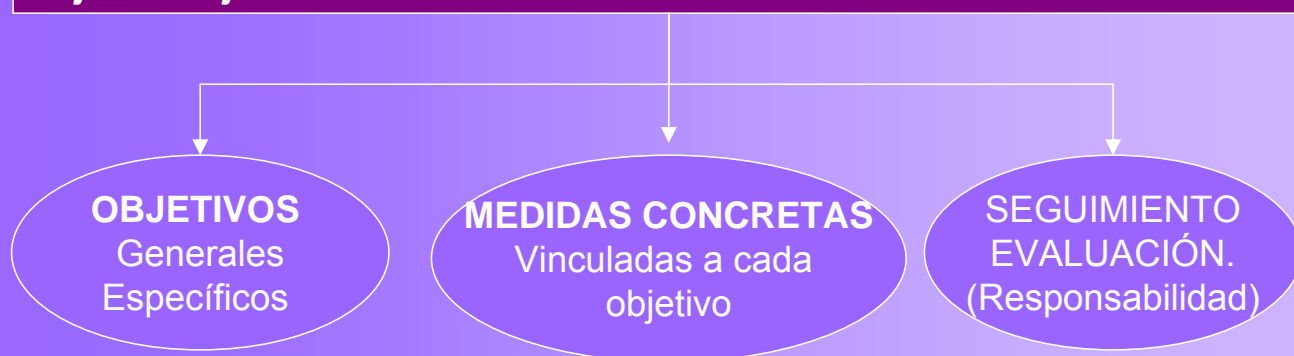 OBJETIVOS
Generales
Específicos
MEDIDAS CONCRETAS
Vinculadas a cada
objetivo
SEGUIMIENTO
EVALUACIÓN.
(Responsabilidad)